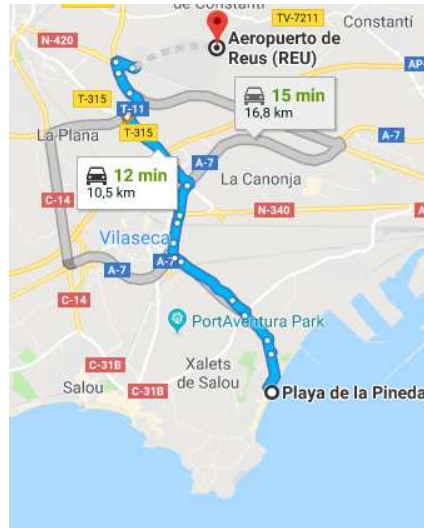 de Constantí
TV-7211
Constantí
N-420
Aeropuerto de
Reus (REU)
AP-
T-315
T-11
15 min
16,8 km
La Plana
T-315
A-7
12 min
10,5 km
A-7
La Canonja
C-14
N-340
A-
Vilaseca
A-7
A-7
C-14
PortAventura Park
C-31B
Xalets
de Salou
Salou
C-31B
Playa de la Pineda